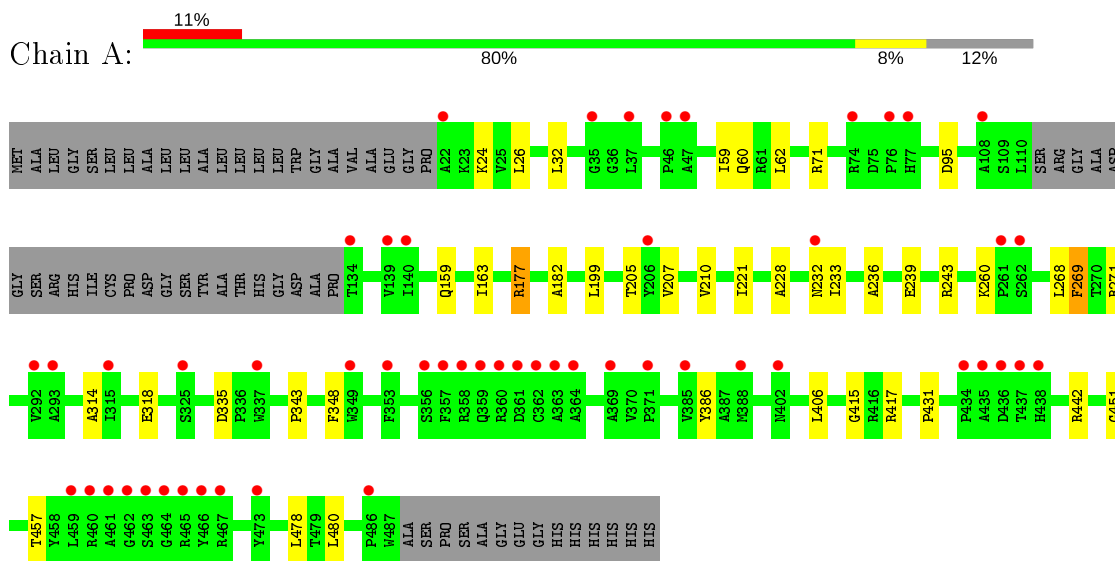 11%
Chain A:
80% 8% 12%
MET ALA LEU GLY SER LEU LEU ALA LEU LEU LEU ALA LEU LEU LEU LEU TRP GLY ALA VAL ALA GLU GLY PRO A22 K23 K24 V25 L26 L32 G35 G36 L37 P46 A47 I59 Q60 R61 L62 R71 R74 D75 P76 H77 D95 A108 S109 L110 SER ARG GLY ALA ASP
GLY SER ARG HIS ILE CYS PRO ASP GLY SER TYR ALA THR HIS GLY ASP ALA PRO T134 V139 I140 Q159 I163 R177 A182 L199 T205 Y206 V207 V210 I221 A228 N232 I233 A236 E239 R243 K260 P261 S262 L268 F269 T270
V292 A293 A314 I315 E318 S325 D335 P336 W337 P343 F348 W349 F353 S356 F357 R358 Q359 R360 D361 C362 A363 A364 A369 V370 P371 V385 Y386 A387 M388 N402 L406 G415 R416 R417 P431 P434 A435 D436 T437 H438 R442
T457 Y458 L459 R460 A461 G462 S463 G464 R465 Y466 R467 Y473 L478 T479 L480 P486 W487 ALA SER PRO SER ALA GLY GLU GLY HIS HIS HIS HIS HIS HIS